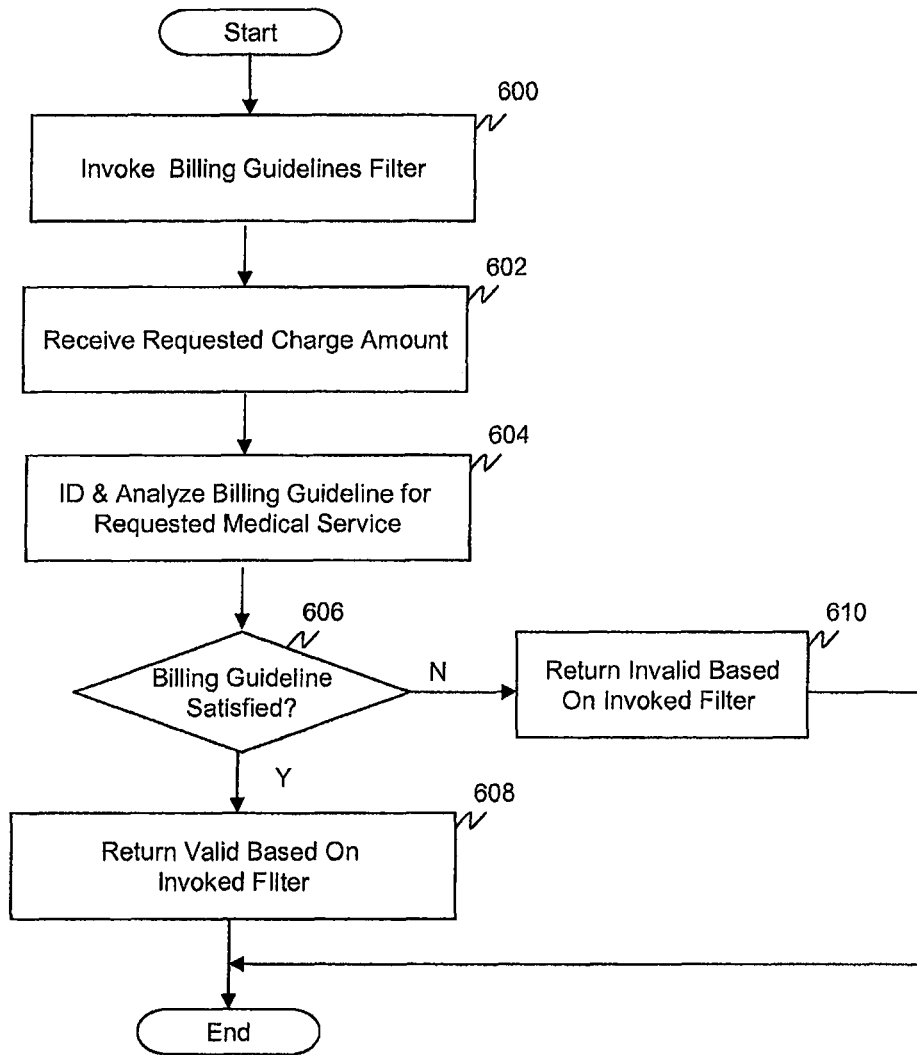 Start
600
Invoke Billing Guidelines Filter
602
Receive Requested Charge Amount
604
ID & Analyze Billing Guideline for
Requested Medical Service
606
Billing Guideline
Satisfied?
N
610
Return Invalid Based
On Invoked Filter
Y
608
Return Valid Based On
Invoked Filter
End